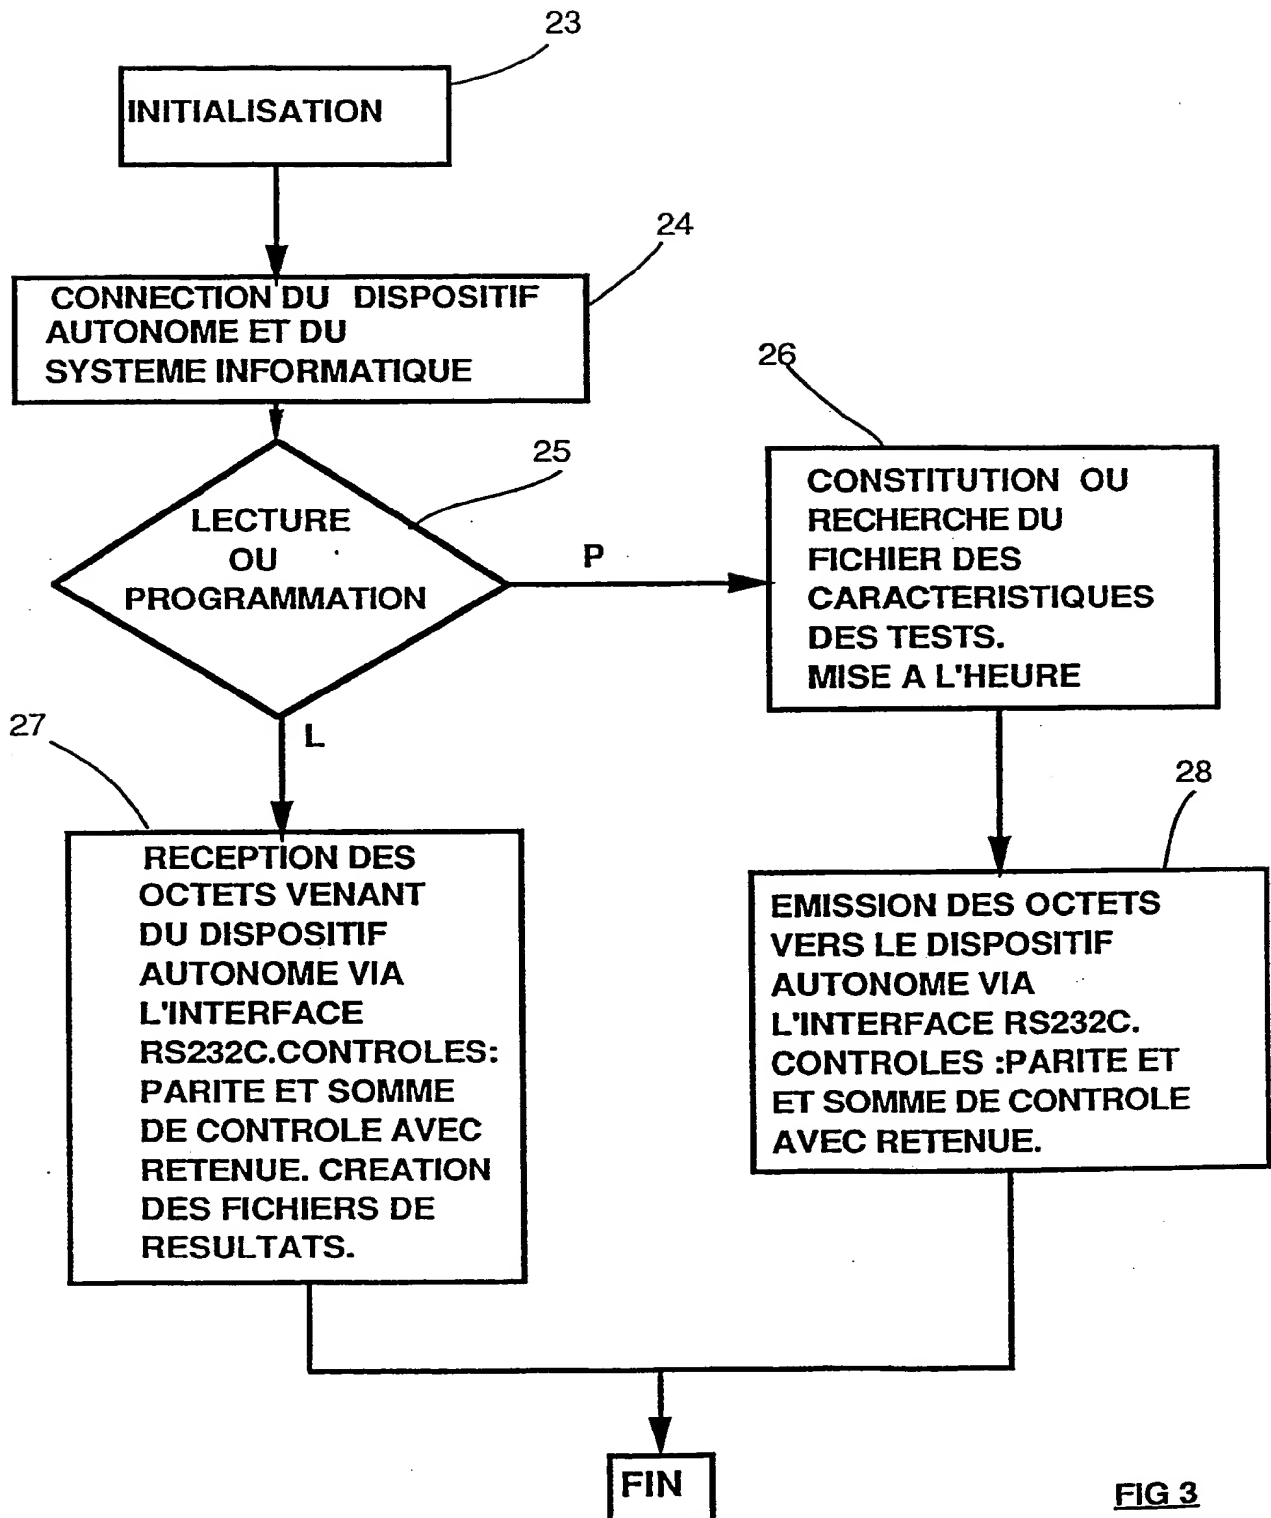 23
INITIALISATION
24
CONNECTION DU DISPOSITIF
AUTONOME ET DU
SYSTEME INFORMATIQUE
25
LECTURE
OU
PROGRAMMATION
P
L
26
CONSTITUTION OU
RECHERCHE DU
FICHIER DES
CARACTERISTIQUES
DES TESTS.
MISE A L'HEURE
27
RECEPTION DES
OCTETS VENANT
DU DISPOSITIF
AUTONOME VIA
L'INTERFACE
RS232C.CONTROLES:
PARITE ET SOMME
DE CONTROLE AVEC
RETENUE. CREATION
DES FICHIERS DE
RESULTATS.
28
EMISSION DES OCTETS
VERS LE DISPOSITIF
AUTONOME VIA
L'INTERFACE RS232C.
CONTROLES :PARITE ET
ET SOMME DE CONTROLE
AVEC RETENUE.
FIN
FIG 3